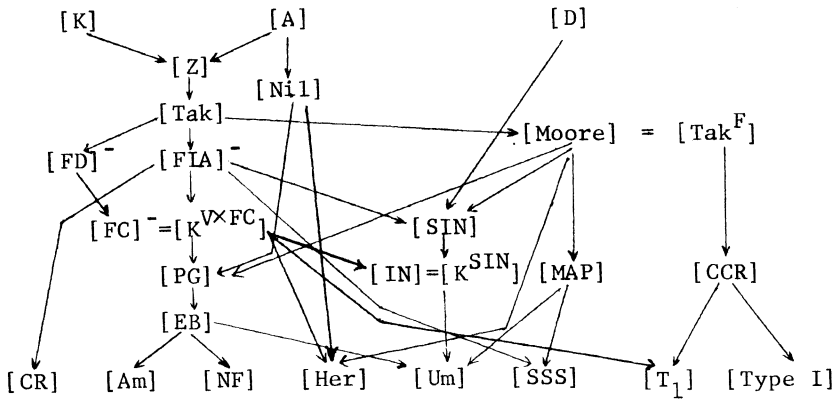 [K] [A] [D]
[Z]
[Nil]
[Tak]
[Moore] = [Tak^F]
[FD]^- [FIA]^-
[FC]^-=[K^V×FC] [SIN]
[PG] [IN]=[K^SIN] [MAP] [CCR]
[EB]
[CR] [Am] [NF] [Her] [Um] [SSS] [T_1] [Type I]